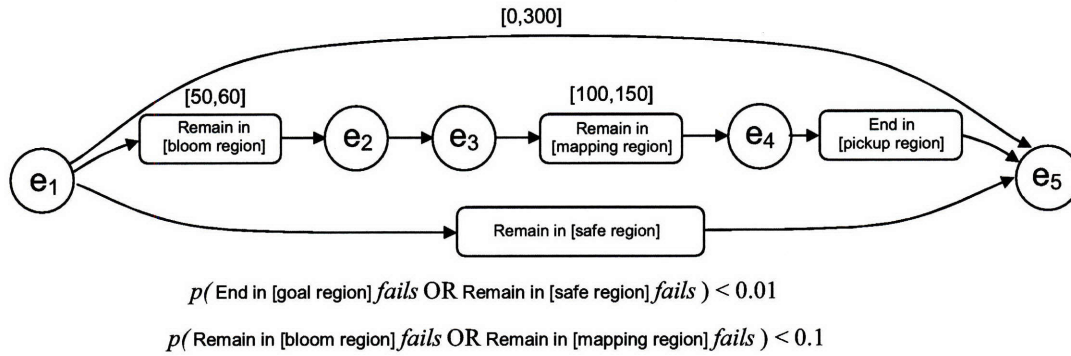 [0,300]
[50,60]
[100,150]
Remain in
[bloom region]
e2
e3
Remain in
[mapping region]
e4
End in
[pickup region]
e1
e5
Remain in [safe region]
p( End in [goal region] fails OR Remain in [safe region] fails ) < 0.01
p( Remain in [bloom region] fails OR Remain in [mapping region] fails ) < 0.1